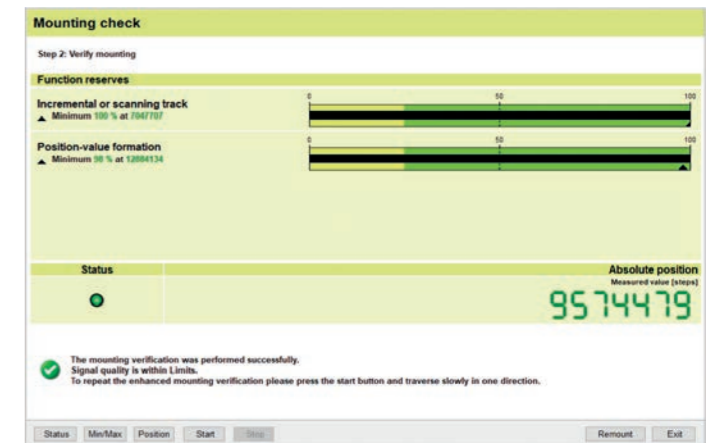 Mounting check
Step 2: Verify mounting
Function reserves
Incremental or scanning track
Minimum 100 % at 7047707
0 50 100
Position-value formation
Minimum 98 % at 12884134
0 50 100
Status
Absolute position
Measured value [steps]
9574479
The mounting verification was performed successfully.
Signal quality is within Limits.
To repeat the enhanced mounting verification please press the start button and traverse slowly in one direction.
Status Min/Max Position Start Stop Remount Exit